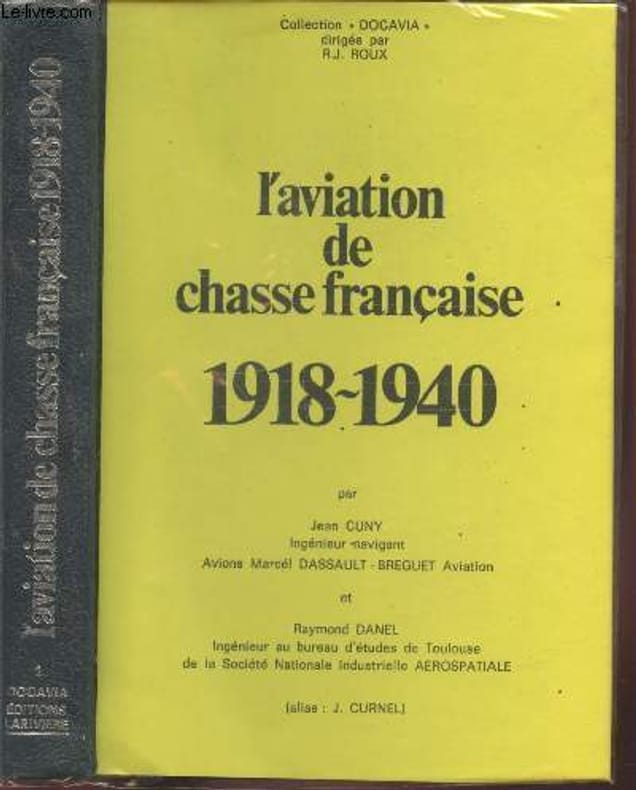 Le-livre.com
Collection « DOCAVIA »
dirigée par
R.J. ROUX
l'aviation
de
chasse française
1918-1940
par
Jean CUNY
Ingénieur navigant
Avions Marcel DASSAULT - BREGUET Aviation
et
Raymond DANEL
Ingénieur au bureau d'études de Toulouse
de la Société Nationale Industrielle AEROSPATIALE
(alias : J. CURNEL)
l'aviation de chasse française 1918-1940
1
DOCAVIA
ÉDITIONS
LARIVIERE